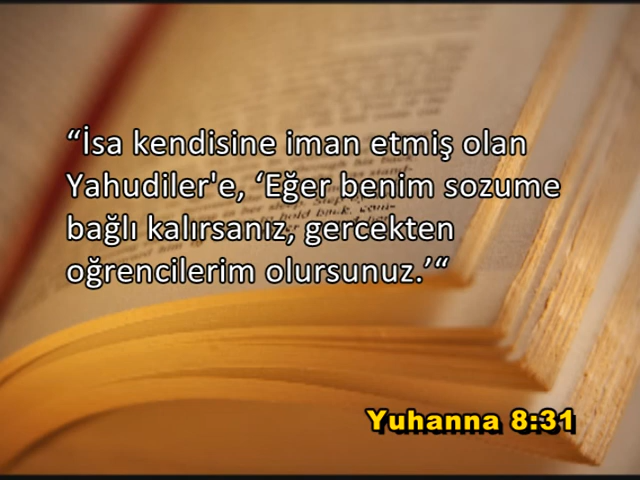 “İsa kendisine iman etmiş olan
Yahudiler'e, ‘Eğer benim sozume
bağlı kalırsanız, gercekten
oğrencilerim olursunuz.’“
Yuhanna 8:31